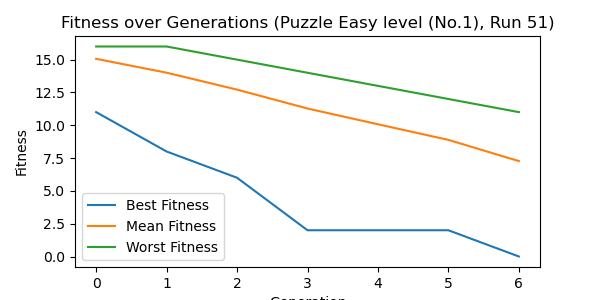 Fitness over Generations (Puzzle Easy level (No.1), Run 51)
15.0
12.5
10.0
7.5
5.0
2.5
0.0
Fitness
Best Fitness
Mean Fitness
Worst Fitness
0 1 2 3 4 5 6
Generation